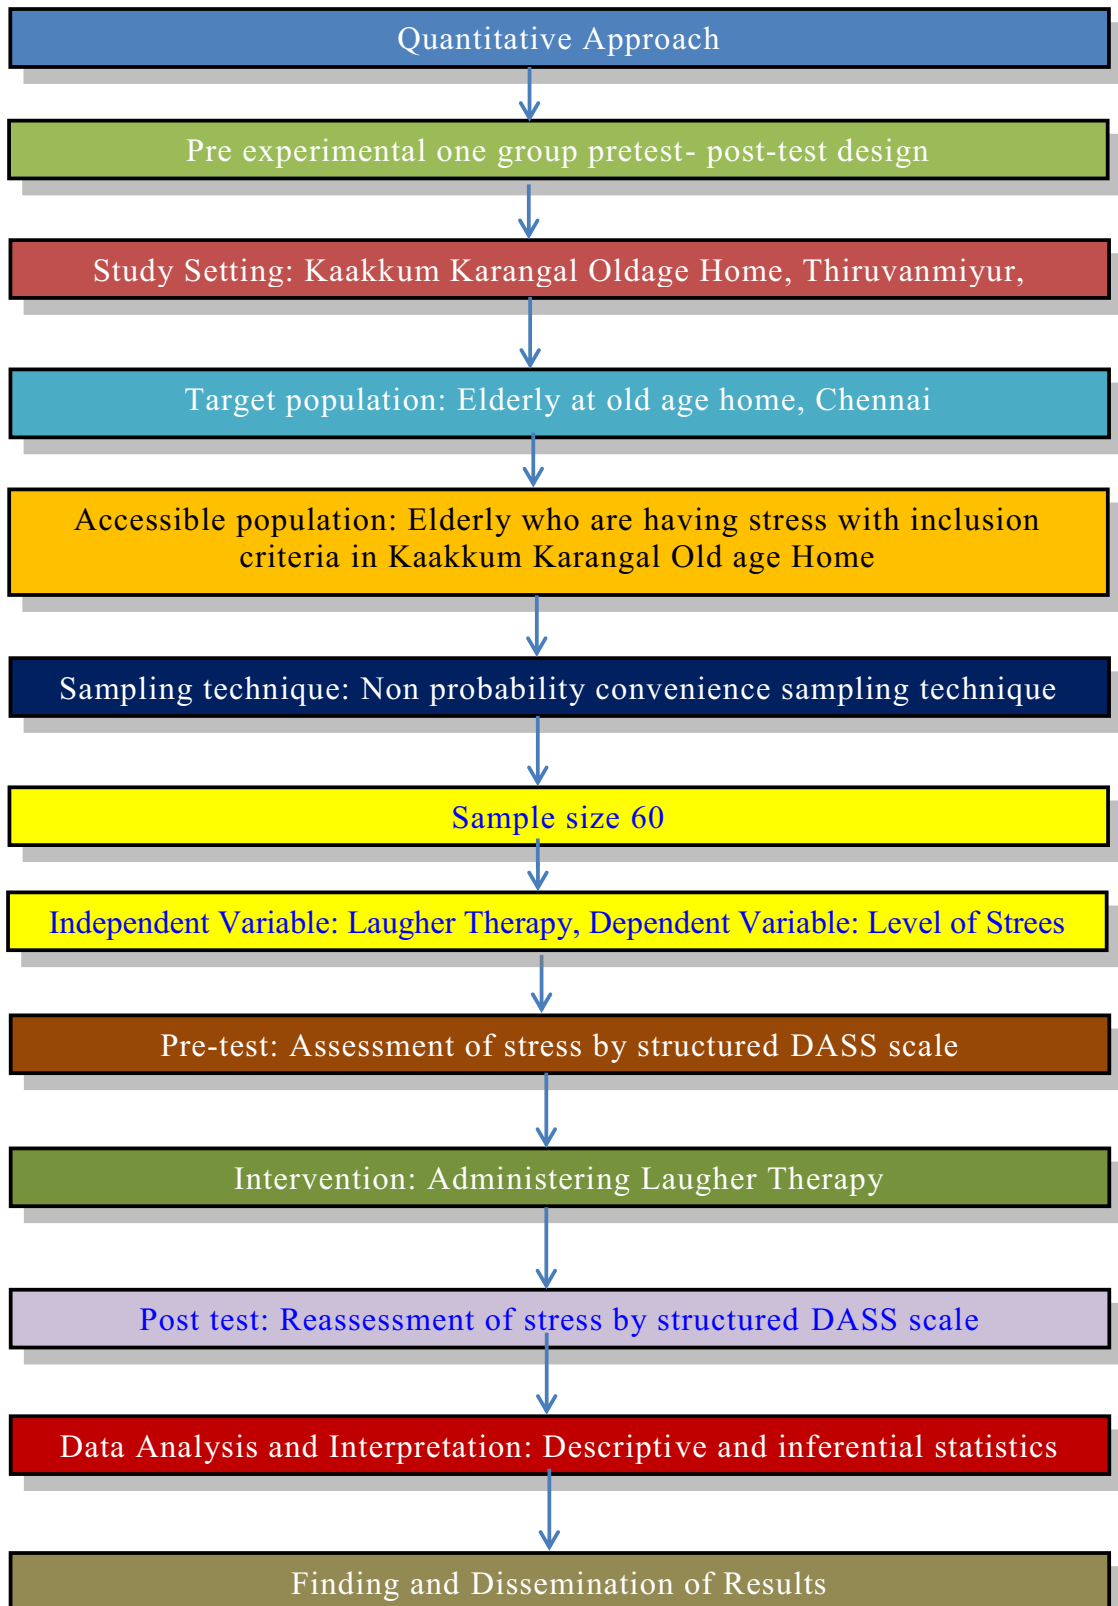 Quantitative Approach
Pre experimental one group pretest- post-test design
Study Setting: Kaakkum Karangal Oldage Home, Thiruvanmiyur,
Target population: Elderly at old age home, Chennai
Accessible population: Elderly who are having stress with inclusion
criteria in Kaakkum Karangal Old age Home
Sampling technique: Non probability convenience sampling technique
Sample size 60
Independent Variable: Laugher Therapy, Dependent Variable: Level of Strees
Pre-test: Assessment of stress by structured DASS scale
Intervention: Administering Laugher Therapy
Post test: Reassessment of stress by structured DASS scale
Data Analysis and Interpretation: Descriptive and inferential statistics
Finding and Dissemination of Results